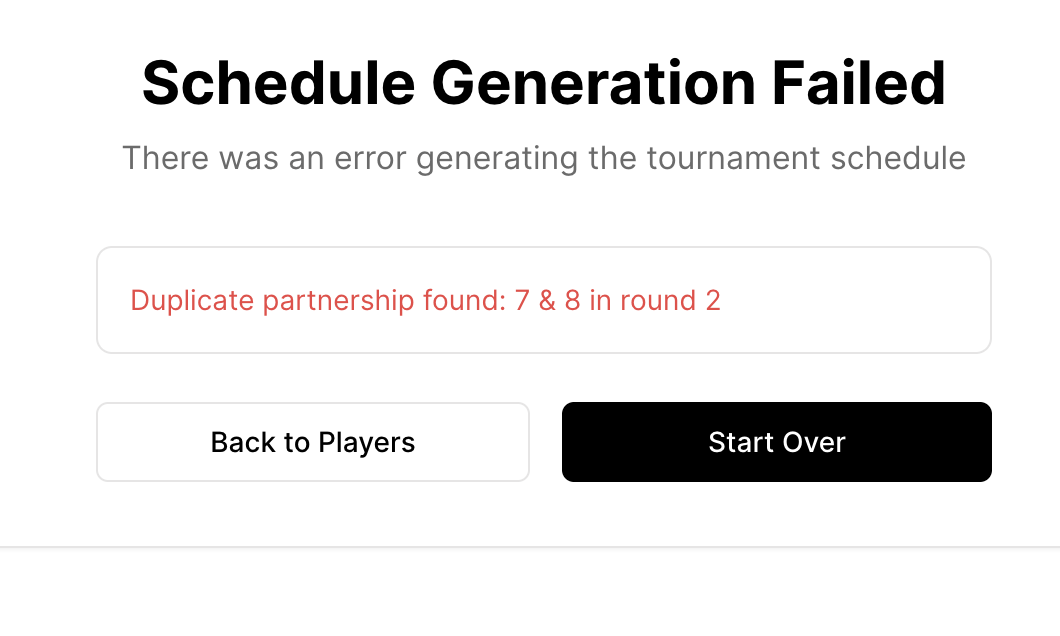 Schedule Generation Failed
There was an error generating the tournament schedule
Duplicate partnership found: 7 & 8 in round 2
Back to Players
Start Over